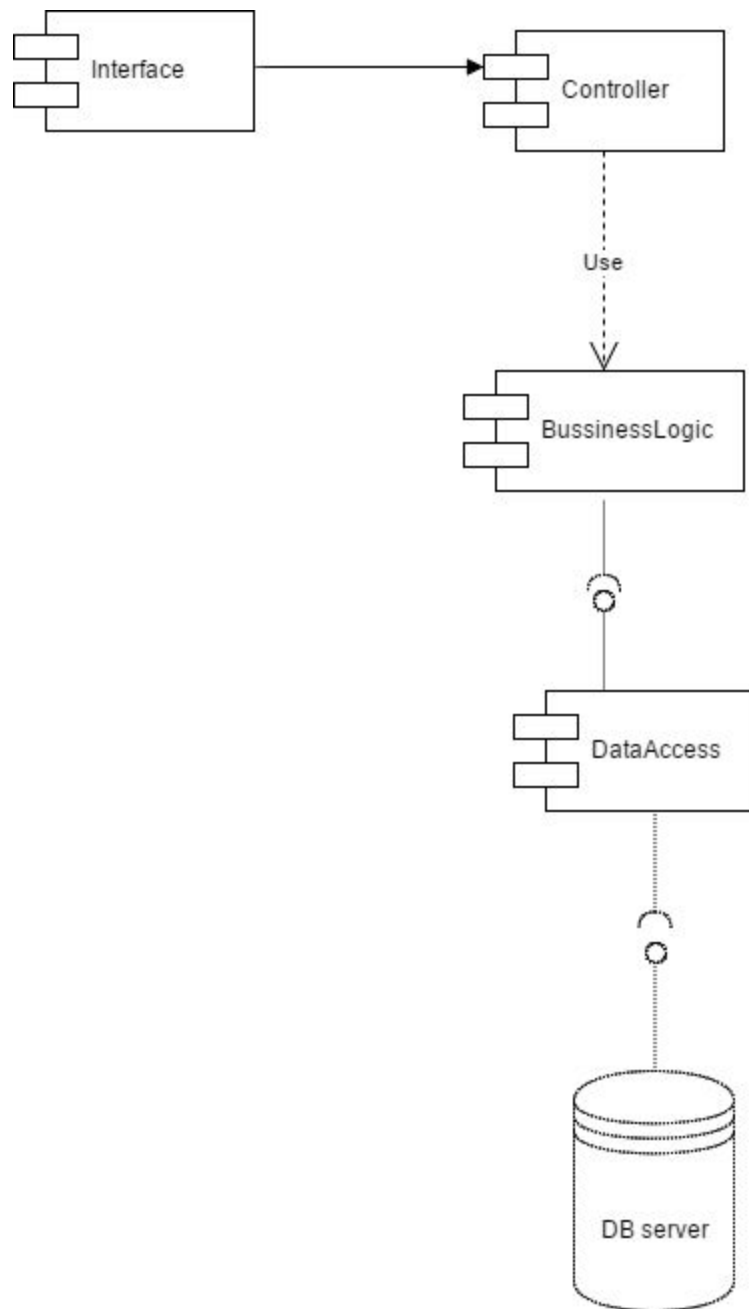 Interface
Controller
Use
BussinessLogic
DataAccess
DB server